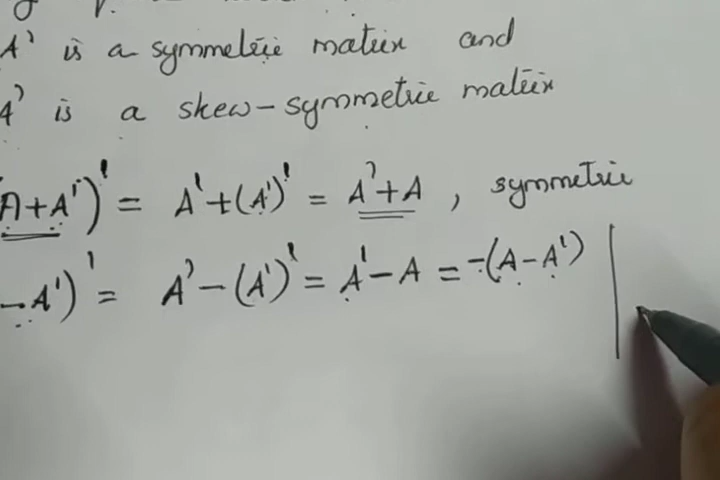 A' is a symmetric matrix and
A' is a skew-symmetric matrix
A+A')' = A'+(A')' = A'+A , symmetric
-A')' = A'-(A')' = A'-A = -(A-A')